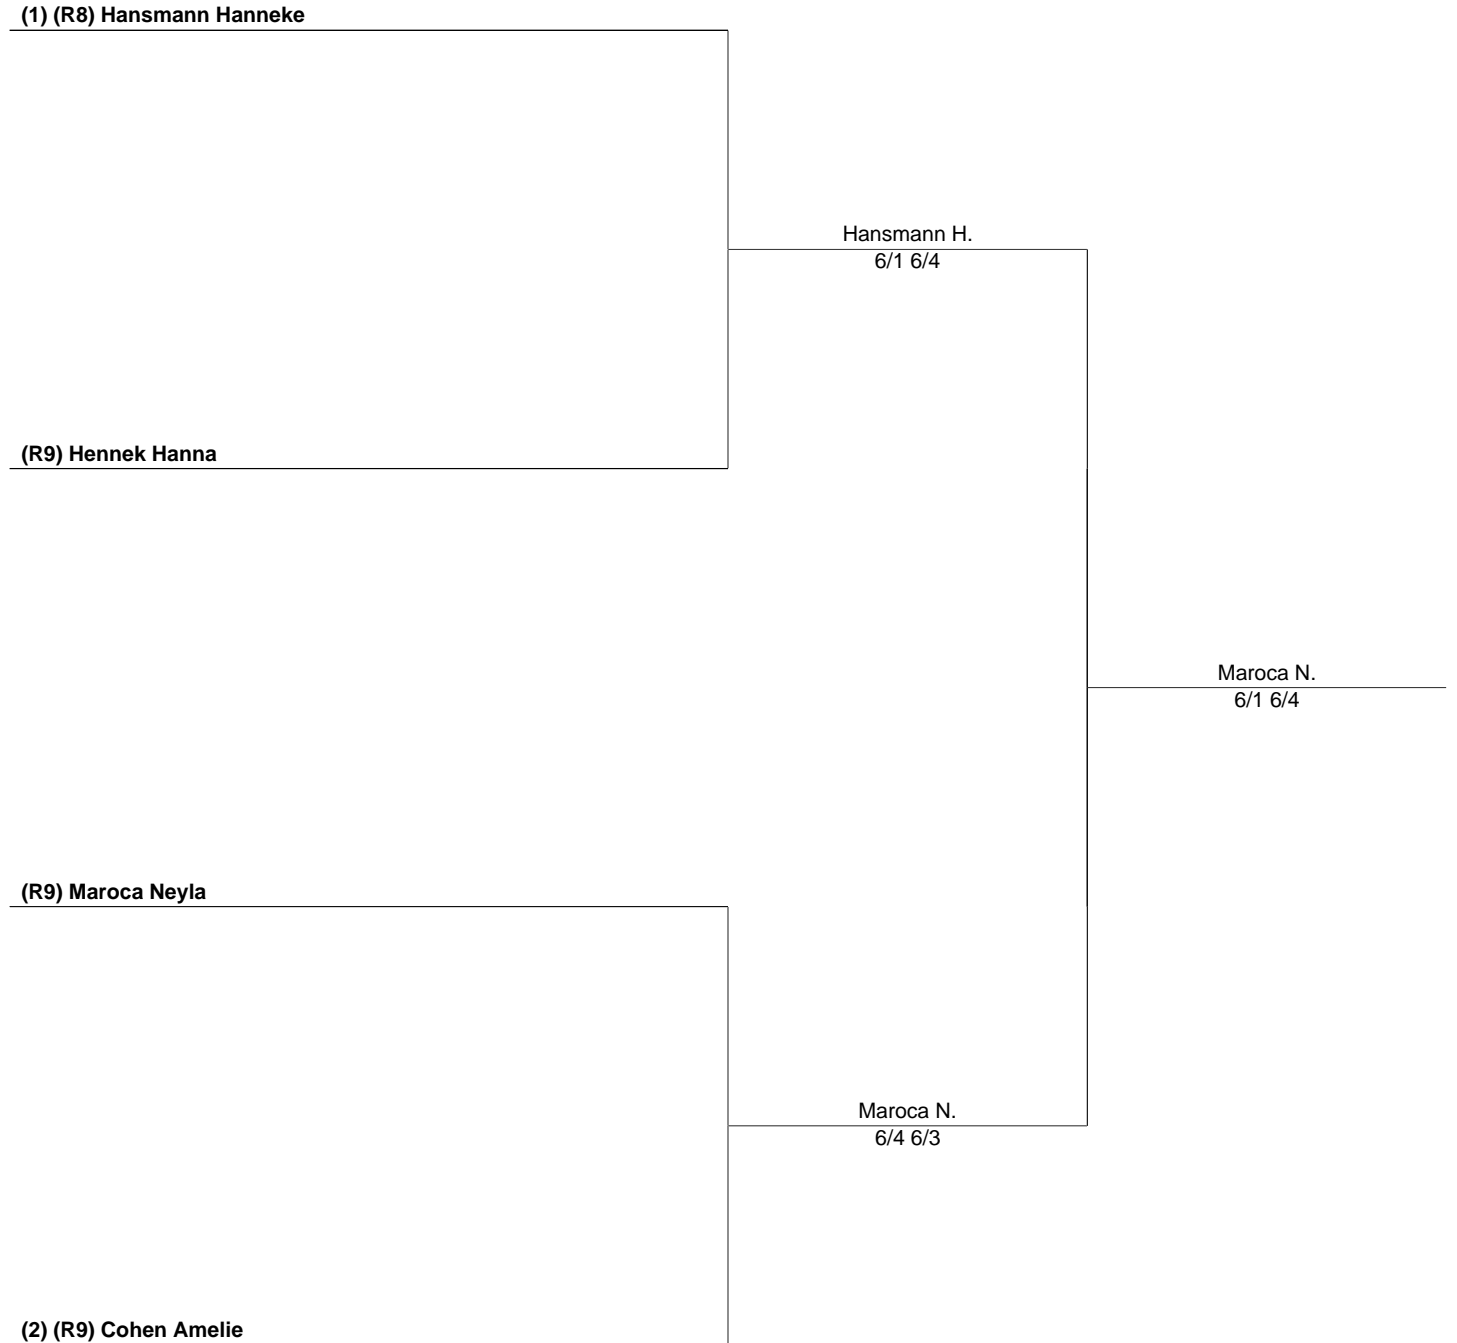 (1) (R8) Hansmann Hanneke
Hansmann H.
6/1 6/4
(R9) Hennek Hanna
Maroca N.
6/1 6/4
(R9) Maroca Neyla
Maroca N.
6/4 6/3
(2) (R9) Cohen Amelie